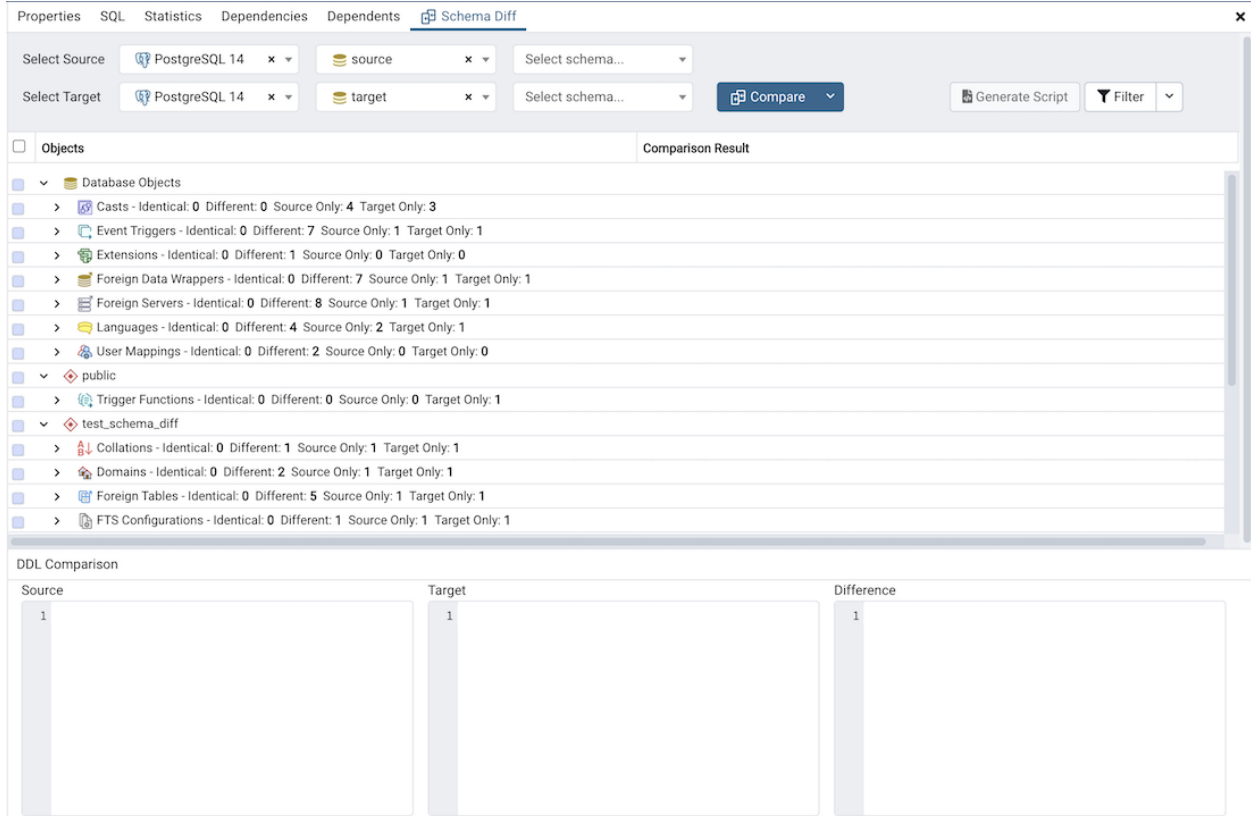 Properties SQL Statistics Dependencies Dependents Schema Diff
Select Source PostgreSQL 14 source Select schema...
Select Target PostgreSQL 14 target Select schema... Compare Generate Script Filter
Objects Comparison Result
Database Objects
Casts - Identical: 0 Different: 0 Source Only: 4 Target Only: 3
Event Triggers - Identical: 0 Different: 7 Source Only: 1 Target Only: 1
Extensions - Identical: 0 Different: 1 Source Only: 0 Target Only: 0
Foreign Data Wrappers - Identical: 0 Different: 7 Source Only: 1 Target Only: 1
Foreign Servers - Identical: 0 Different: 8 Source Only: 1 Target Only: 1
Languages - Identical: 0 Different: 4 Source Only: 2 Target Only: 1
User Mappings - Identical: 0 Different: 2 Source Only: 0 Target Only: 0
public
Trigger Functions - Identical: 0 Different: 0 Source Only: 0 Target Only: 1
test_schema_diff
Collations - Identical: 0 Different: 1 Source Only: 1 Target Only: 1
Domains - Identical: 0 Different: 2 Source Only: 1 Target Only: 1
Foreign Tables - Identical: 0 Different: 5 Source Only: 1 Target Only: 1
FTS Configurations - Identical: 0 Different: 1 Source Only: 1 Target Only: 1
DDL Comparison
Source Target Difference
1 1 1